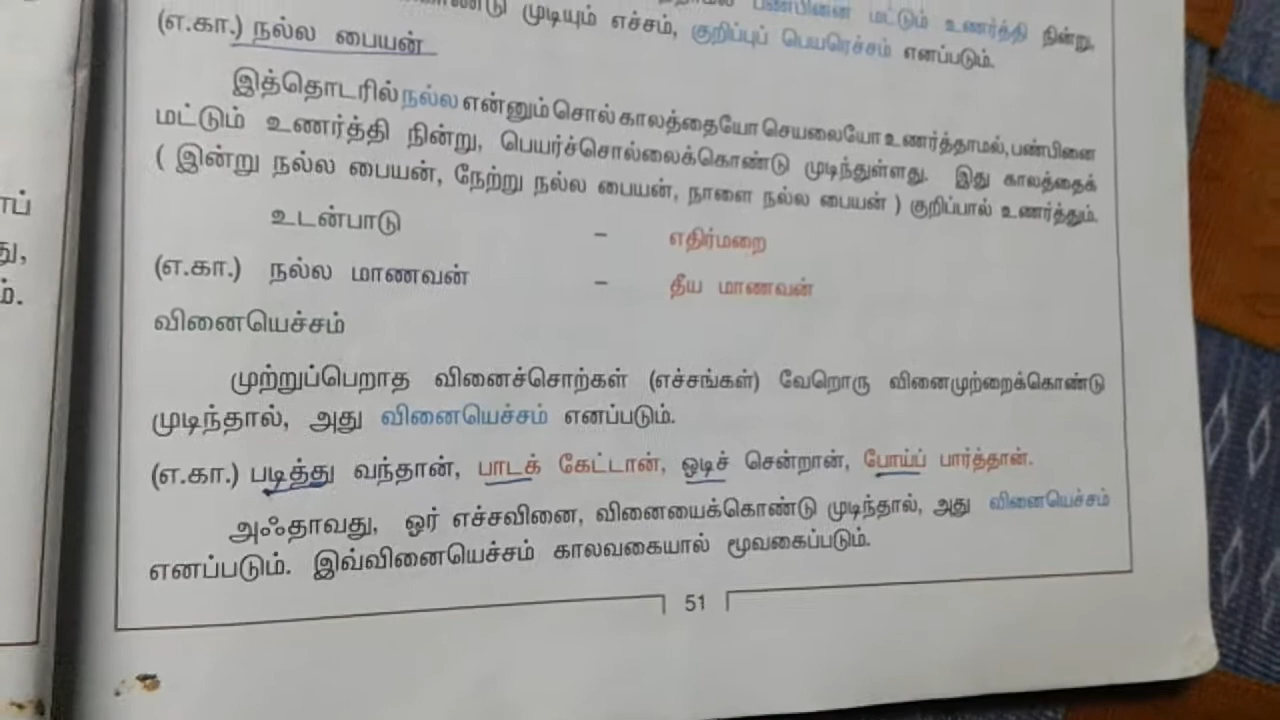 பண்பினை மட்டும் உணர்த்தி நின்று,
முடியும் எச்சம், குறிப்புப் பெயரெச்சம் எனப்படும்.
(எ.கா.) நல்ல பையன்
இத்தொடரில் நல்ல என்னும் சொல் காலத்தையோ செயலையோ உணர்த்தாமல், பண்பினை
மட்டும் உணர்த்தி நின்று, பெயர்ச்சொல்லைக்கொண்டு முடிந்துள்ளது. இது காலத்தைக்
( இன்று நல்ல பையன், நேற்று நல்ல பையன், நாளை நல்ல பையன் ) குறிப்பால் உணர்த்தும்.
உடன்பாடு – எதிர்மறை
(எ.கா.) நல்ல மாணவன் – தீய மாணவன்
வினையெச்சம்
முற்றுப்பெறாத வினைச்சொற்கள் (எச்சங்கள்) வேறொரு வினைமுற்றைக்கொண்டு
முடிந்தால், அது வினையெச்சம் எனப்படும்.
(எ.கா.) படித்து வந்தான், பாடக் கேட்டான், ஓடிச் சென்றான், போய்ப் பார்த்தான்.
அஃதாவது, ஓர் எச்சவினை, வினையைக்கொண்டு முடிந்தால், அது வினையெச்சம்
எனப்படும். இவ்வினையெச்சம் காலவகையால் மூவகைப்படும்.
51